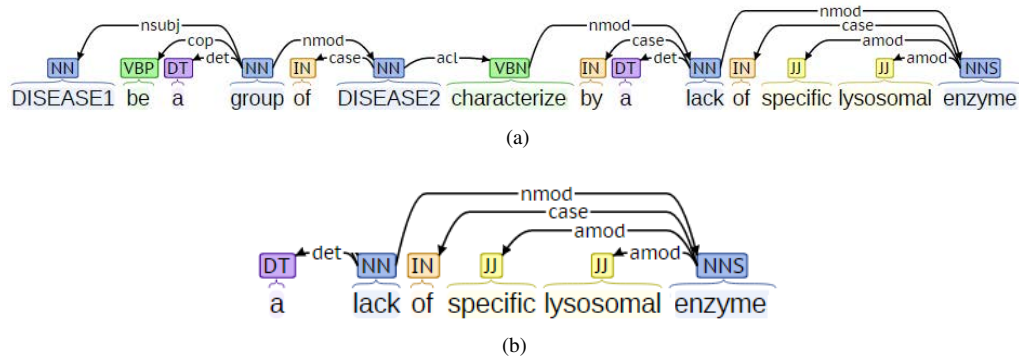 nmod
nsubj nmod nmod case
cop amod
det case acl case det amod
NN VBP DT NN IN NN VBN IN DT NN IN JJ JJ NNS
DISEASE1 be a group of DISEASE2 characterize by a lack of specific lysosomal enzyme
(a)
nmod
case
amod
det amod
DT NN IN JJ JJ NNS
a lack of specific lysosomal enzyme
(b)